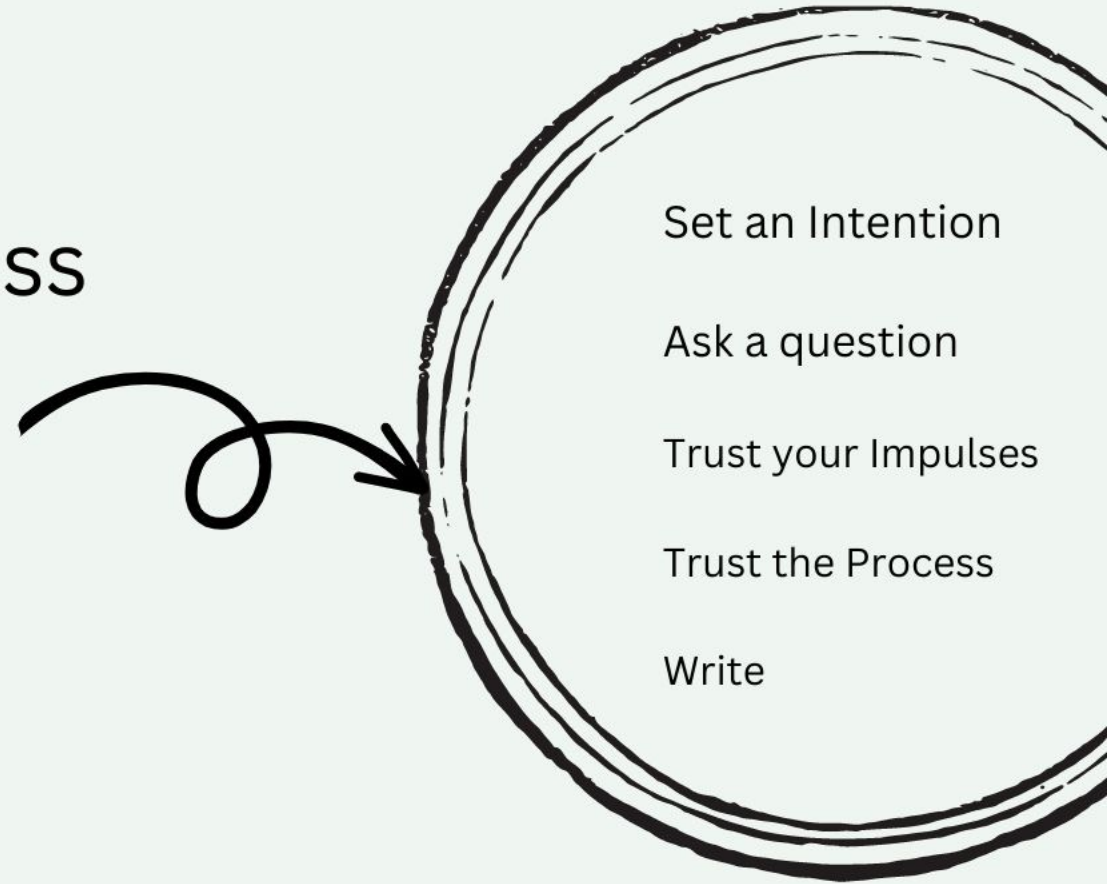 ss
Set an Intention
Ask a question
Trust your Impulses
Trust the Process
Write